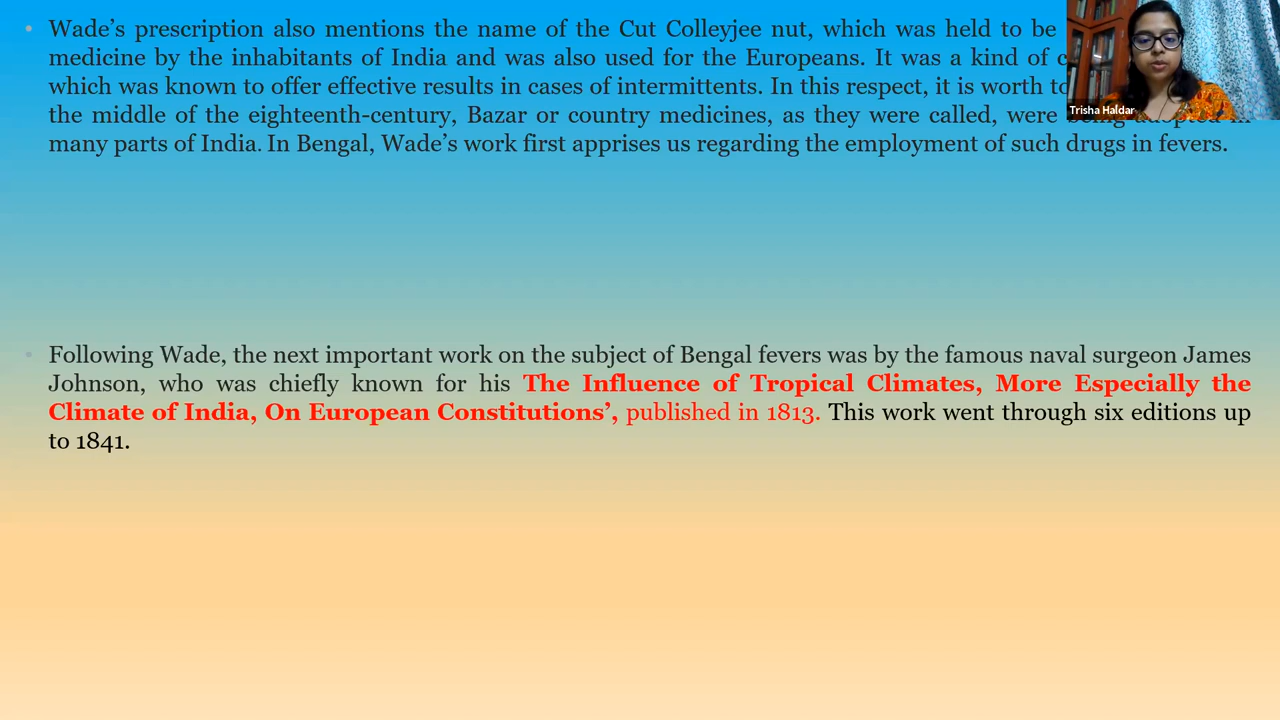 • Wade’s prescription also mentions the name of the Cut Colleyjee nut, which was held to be
medicine by the inhabitants of India and was also used for the Europeans. It was a kind of
which was known to offer effective results in cases of intermittents. In this respect, it is worth
Trisha Haldar
the middle of the eighteenth-century, Bazar or country medicines, as they were called, were being adopted in
many parts of India. In Bengal, Wade’s work first apprises us regarding the employment of such drugs in fevers.
• Following Wade, the next important work on the subject of Bengal fevers was by the famous naval surgeon James
Johnson, who was chiefly known for his The Influence of Tropical Climates, More Especially the
Climate of India, On European Constitutions’, published in 1813. This work went through six editions up
to 1841.